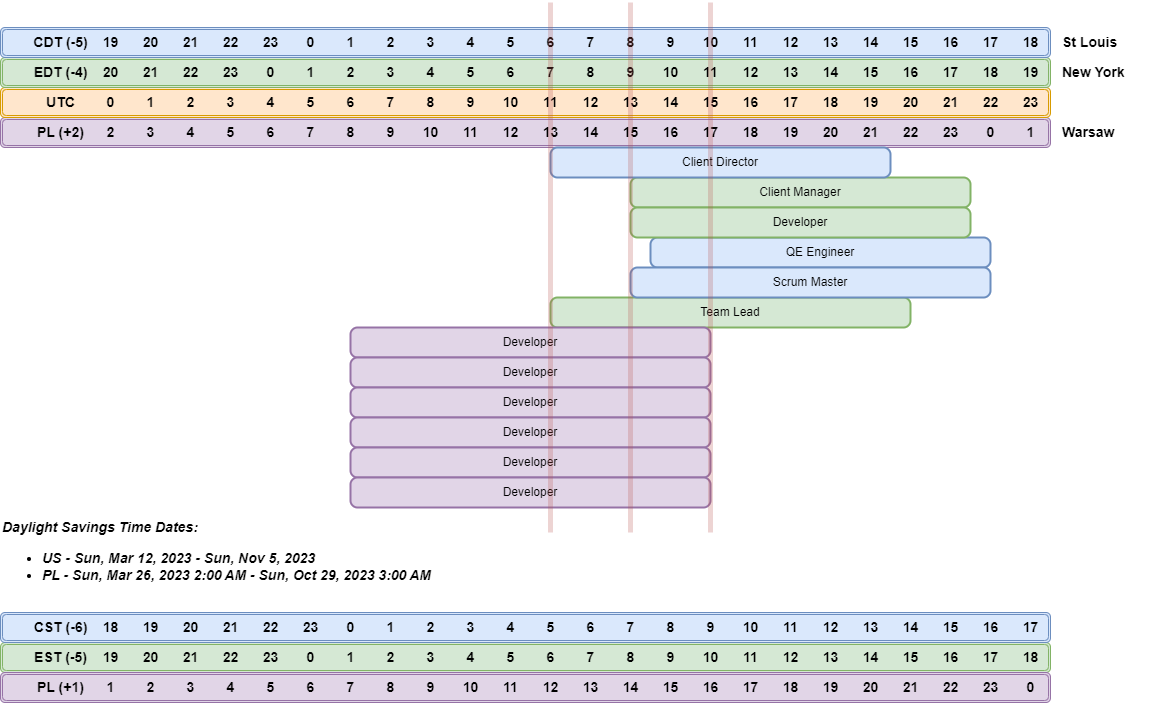 CDT (-5) 19 20 21 22 23 0 1 2 3 4 5 6 7 8 9 10 11 12 13 14 15 16 17 18 St Louis
EDT (-4) 20 21 22 23 0 1 2 3 4 5 6 7 8 9 10 11 12 13 14 15 16 17 18 19 New York
UTC 0 1 2 3 4 5 6 7 8 9 10 11 12 13 14 15 16 17 18 19 20 21 22 23
PL (+2) 2 3 4 5 6 7 8 9 10 11 12 13 14 15 16 17 18 19 20 21 22 23 0 1 Warsaw
Client Director
Client Manager
Developer
QE Engineer
Scrum Master
Team Lead
Developer
Developer
Developer
Developer
Developer
Developer
Daylight Savings Time Dates:
• US - Sun, Mar 12, 2023 - Sun, Nov 5, 2023
• PL - Sun, Mar 26, 2023 2:00 AM - Sun, Oct 29, 2023 3:00 AM
CST (-6) 18 19 20 21 22 23 0 1 2 3 4 5 6 7 8 9 10 11 12 13 14 15 16 17
EST (-5) 19 20 21 22 23 0 1 2 3 4 5 6 7 8 9 10 11 12 13 14 15 16 17 18
PL (+1) 1 2 3 4 5 6 7 8 9 10 11 12 13 14 15 16 17 18 19 20 21 22 23 0